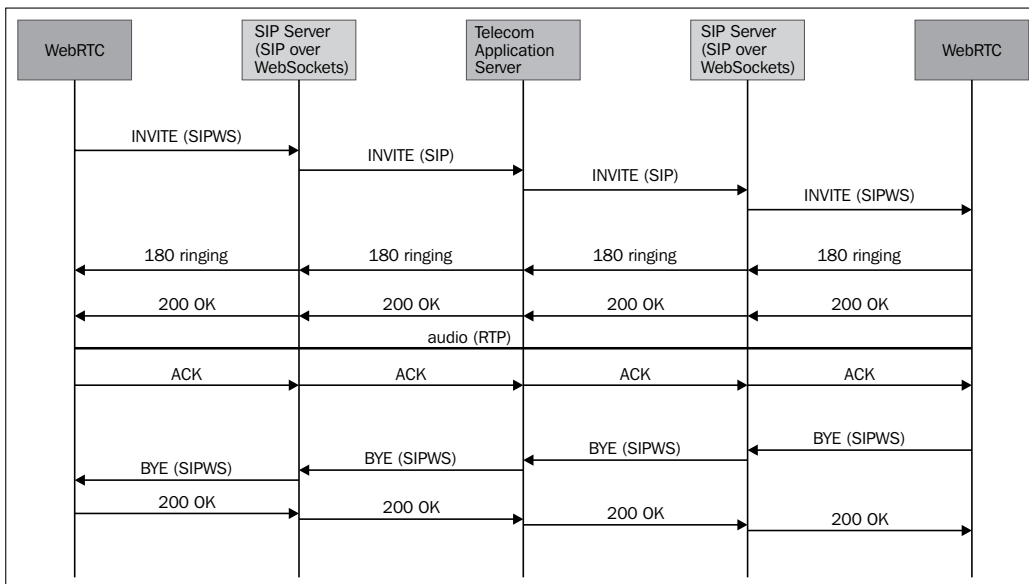 WebRTC
SIP Server
(SIP over
WebSockets)
Telecom
Application
Server
SIP Server
(SIP over
WebSockets)
WebRTC
INVITE (SIPWS)
INVITE (SIP)
INVITE (SIP)
INVITE (SIPWS)
180 ringing
180 ringing
180 ringing
180 ringing
200 OK
200 OK
200 OK
200 OK
audio (RTP)
ACK
ACK
ACK
ACK
BYE (SIPWS)
BYE (SIPWS)
BYE (SIPWS)
BYE (SIPWS)
200 OK
200 OK
200 OK
200 OK